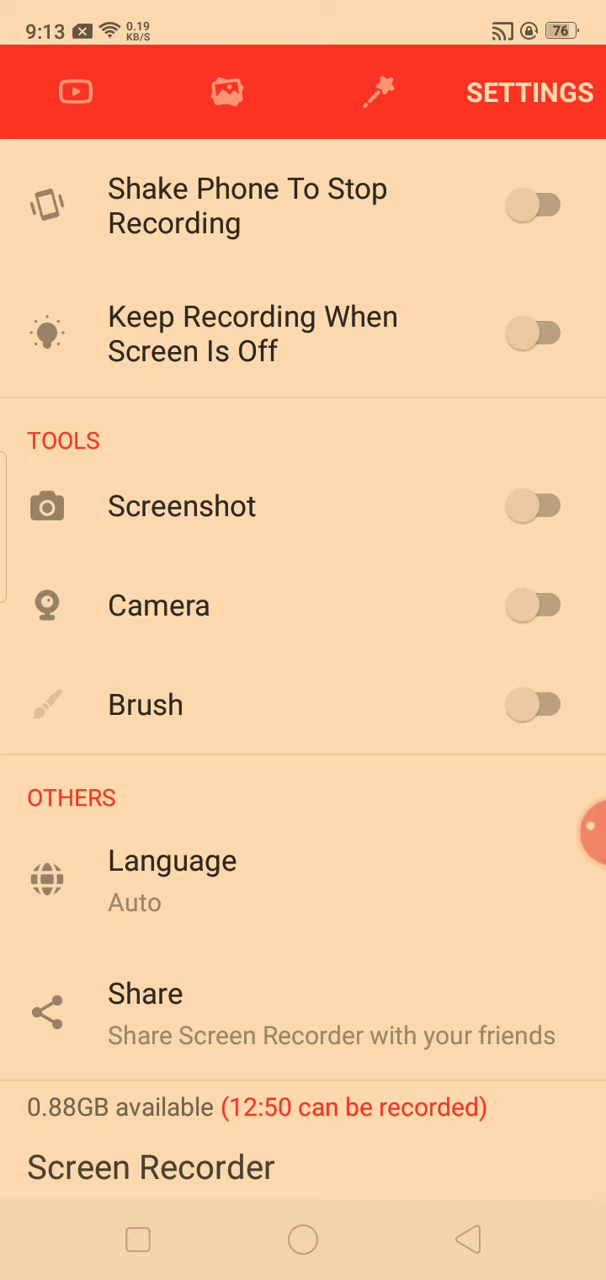 9:13
0.19
KB/S
76
SETTINGS
Shake Phone To Stop
Recording
Keep Recording When
Screen Is Off
TOOLS
Screenshot
Camera
Brush
OTHERS
Language
Auto
Share
Share Screen Recorder with your friends
0.88GB available (12:50 can be recorded)
Screen Recorder